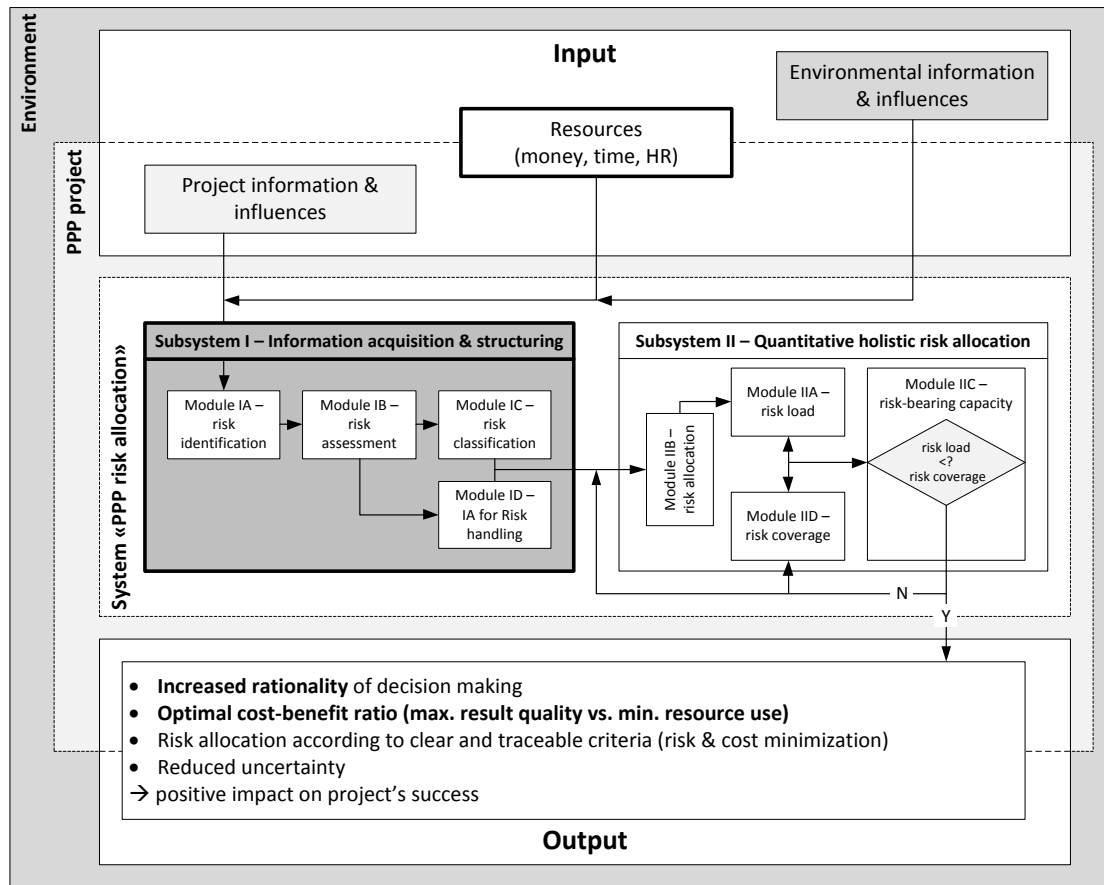 Environment
PPP project
Input
Environmental information
& influences
Resources
(money, time, HR)
Project information &
influences
System «PPP risk allocation»
Subsystem I – Information acquisition & structuring
Module IA –
risk
identification
Module IB –
risk
assessment
Module IC –
risk
classification
Module ID –
IA for Risk
handling
Subsystem II – Quantitative holistic risk allocation
Module IIB –
risk allocation
Module IIA –
risk load
Module IID –
risk coverage
Module IIC –
risk-bearing capacity
risk load
<?
risk coverage
N
Y
• Increased rationality of decision making
• Optimal cost-benefit ratio (max. result quality vs. min. resource use)
• Risk allocation according to clear and traceable criteria (risk & cost minimization)
• Reduced uncertainty
→ positive impact on project’s success
Output